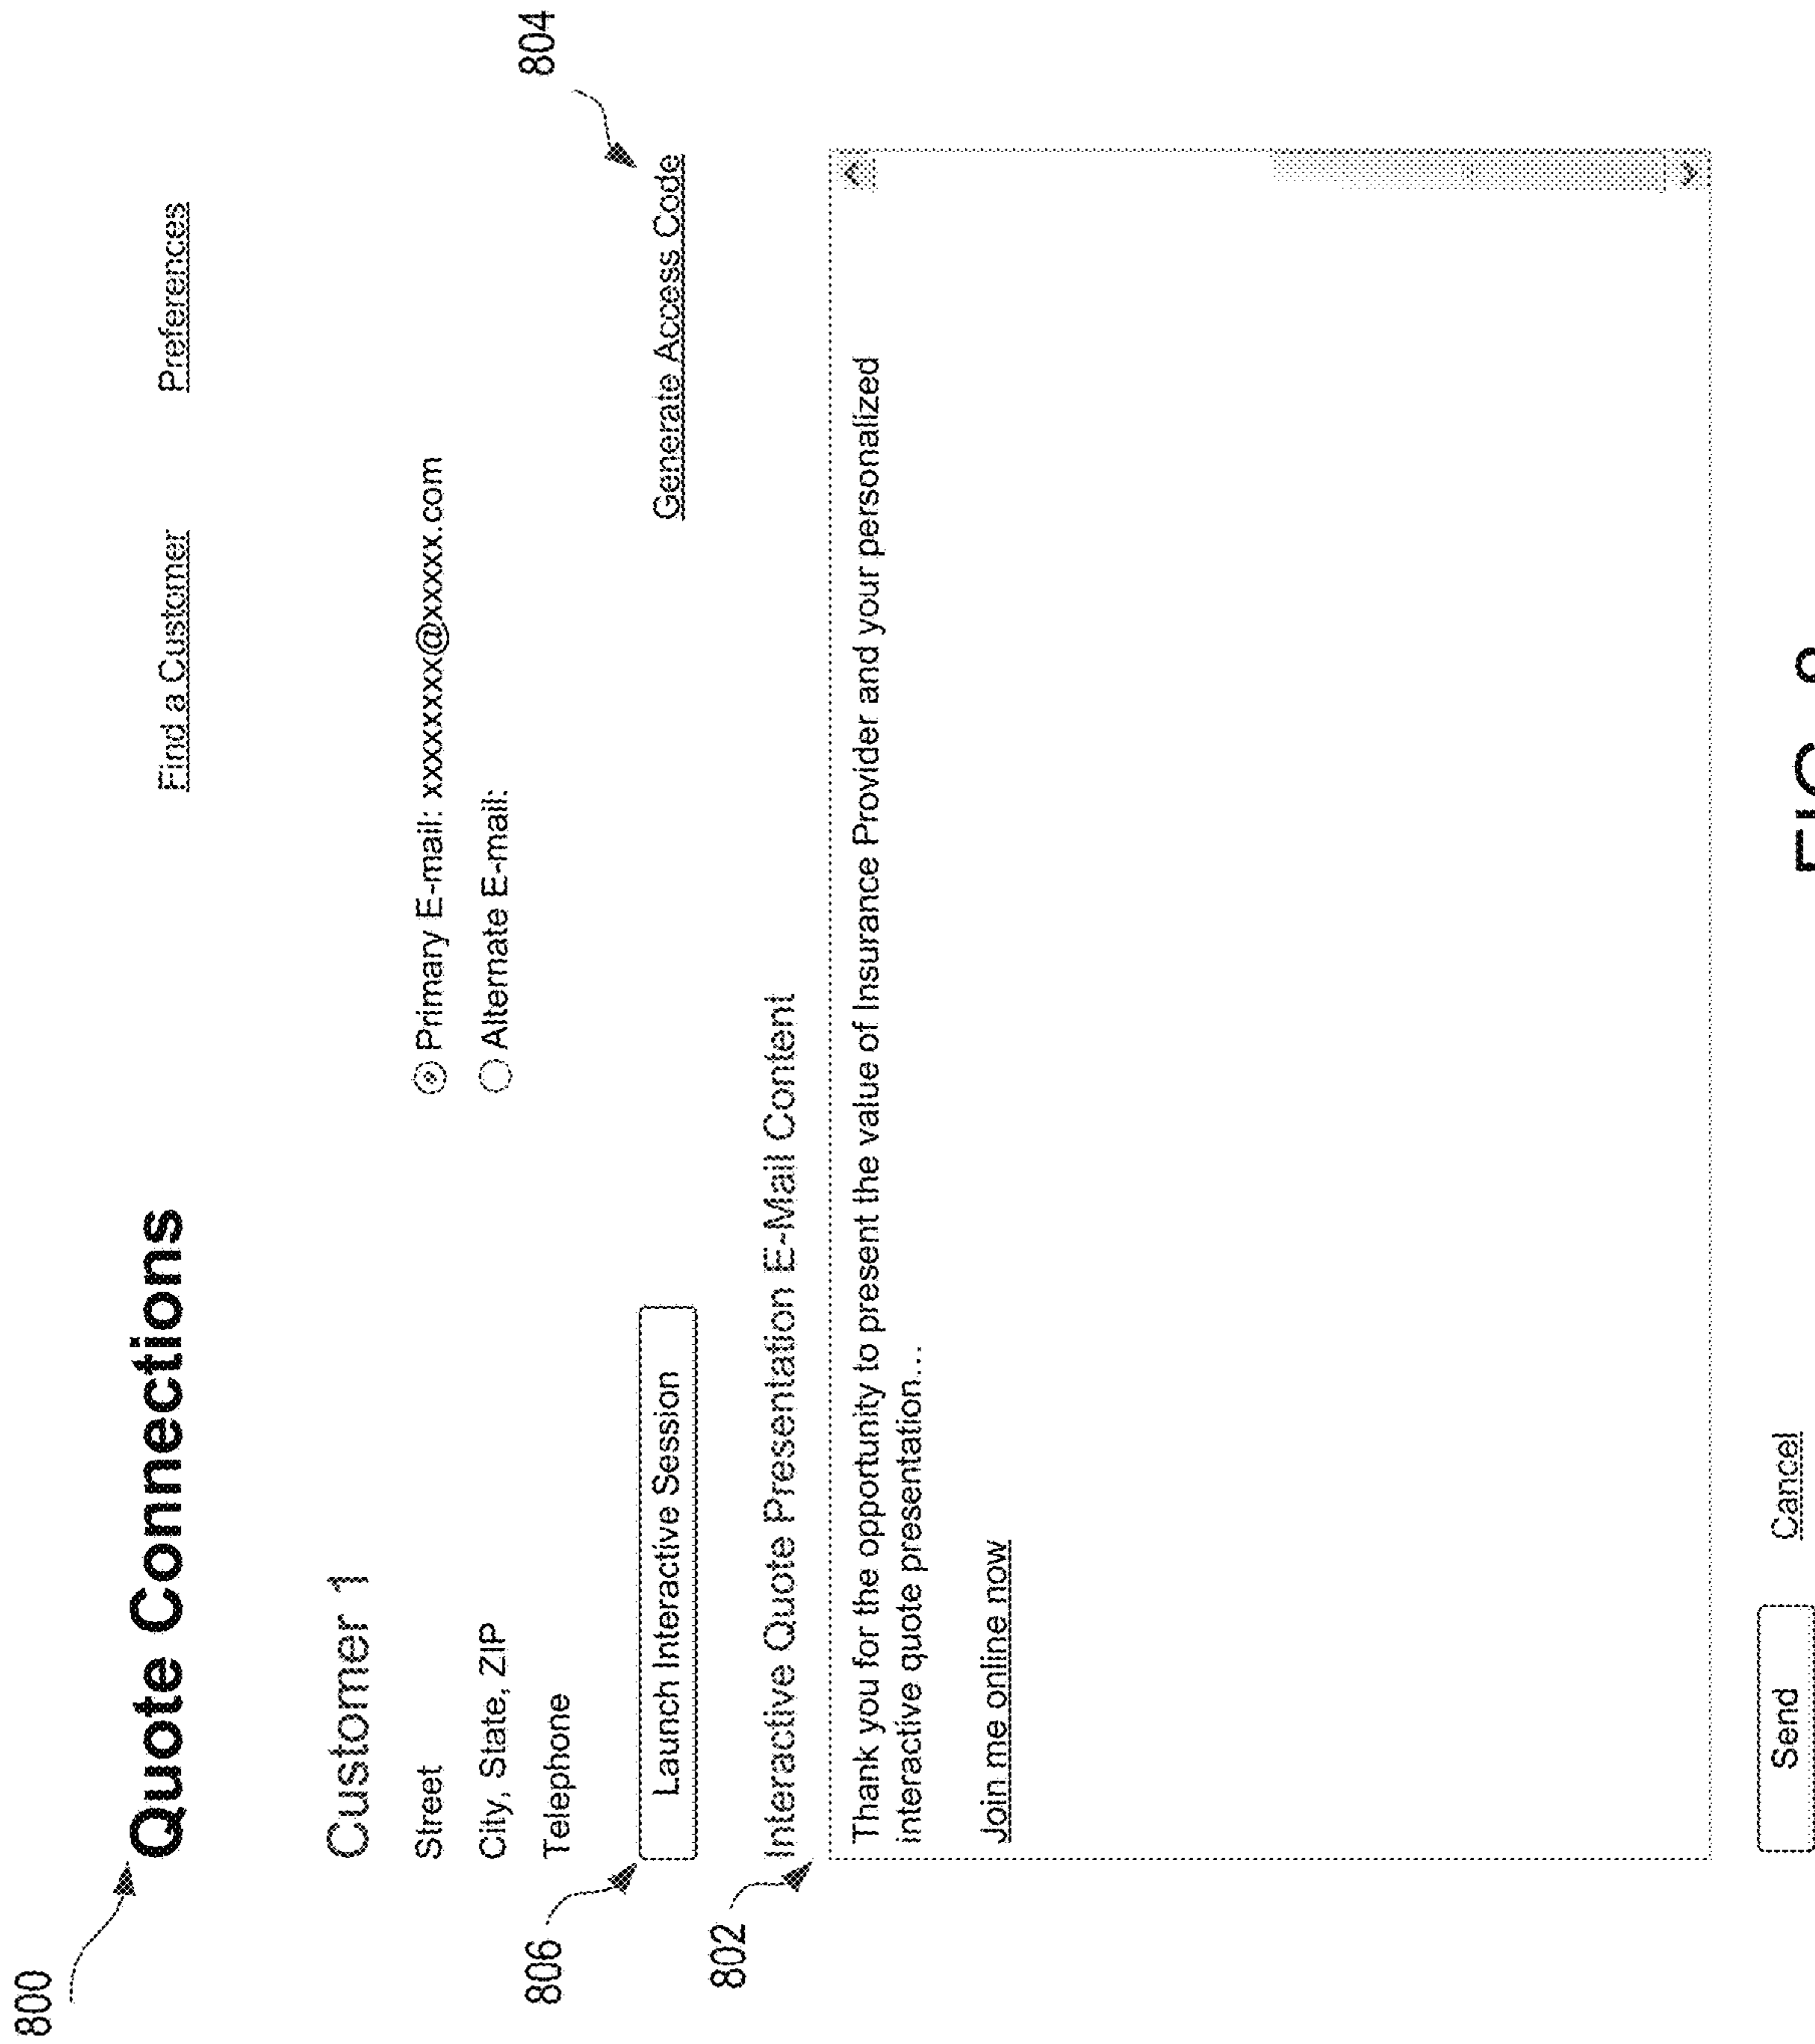 800
Quote Connections
Find a Customer
Preferences
Customer 1
Street
Primary E-mail: xxxxxxx@xxxxx.com
City, State, ZIP
Alternate E-mail:
Telephone
806
804
Launch Interactive Session
Generate Access Code
802
Interactive Quote Presentation E-Mail Content
Thank you for the opportunity to present the value of Insurance Provider and your personalized
interactive quote presentation...
Join me online now
Send
Cancel